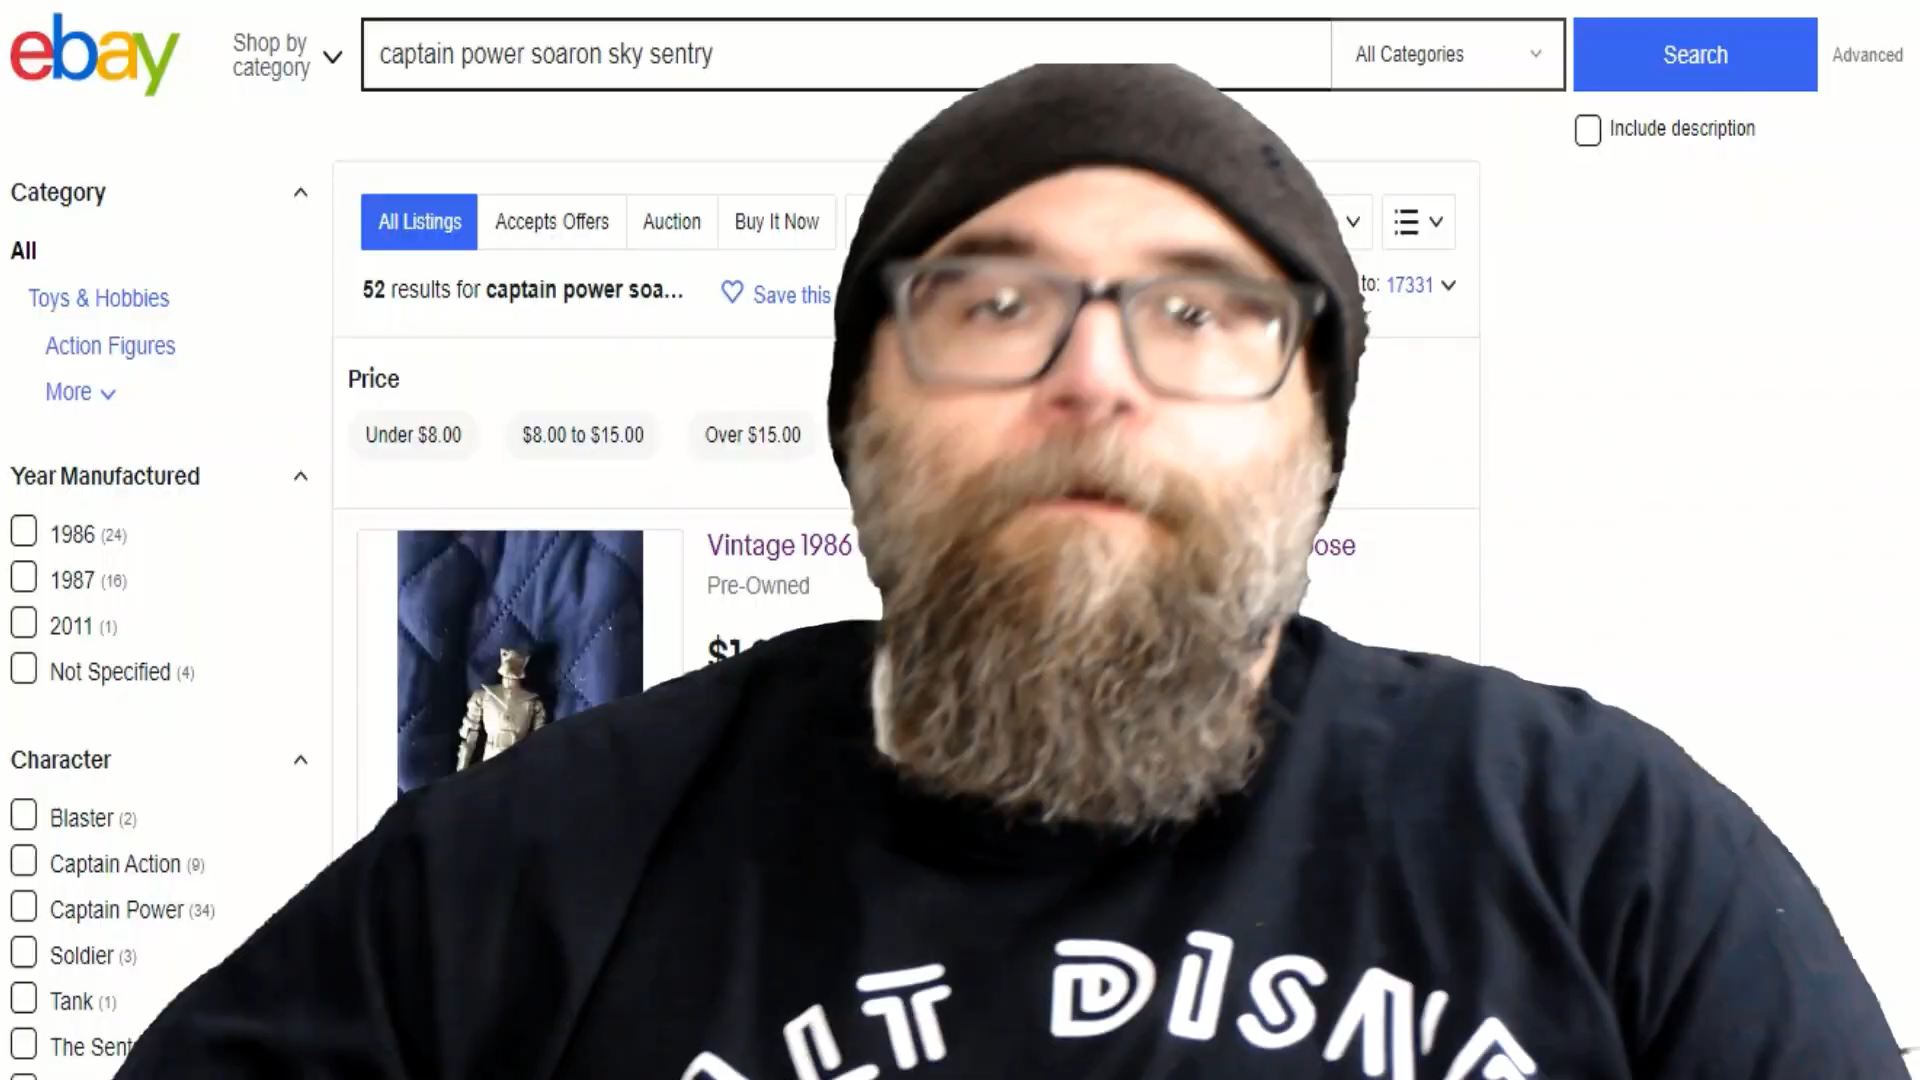 ebay
Shop by
category
captain power soaron sky sentry
All Categories
Search
Advanced
Include description
Category
All
Toys & Hobbies
Action Figures
More
Year Manufactured
1986 (24)
1987 (16)
2011 (1)
Not Specified (4)
Character
Blaster (2)
Captain Action (9)
Captain Power (34)
Soldier (3)
Tank (1)
The Sent
All Listings
Accepts Offers
Auction
Buy It Now
52 results for captain power soa...
Save this
to: 17331
Price
Under $8.00
$8.00 to $15.00
Over $15.00
Vintage 1986
ose
Pre-Owned
ALT DISN